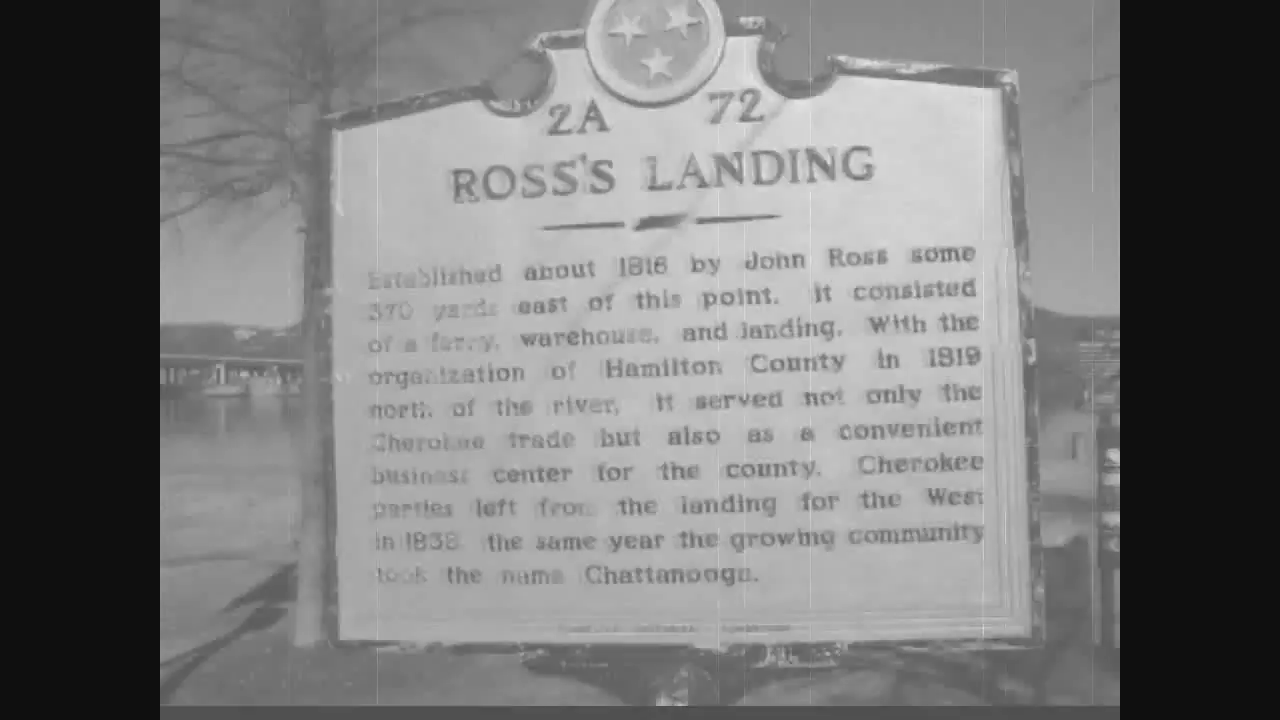 2A 72
ROSS'S LANDING
Established about 1816 by John Ross some
370 yards east of this point. It consisted
of a ferry, warehouse, and landing. With the
organization of Hamilton County in 1819
north of the river, it served not only the
Cherokee trade but also as a convenient
business center for the county. Cherokee
parties left from the landing for the West
in 1838, the same year the growing community
took the name Chattanooga.